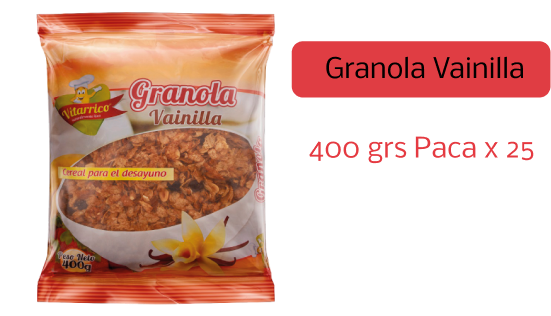 Vitarrico
Granola
Vainilla
Cereal para el desayuno
Granola
Peso Neto
400g
Granola Vainilla
400 grs Paca x 25